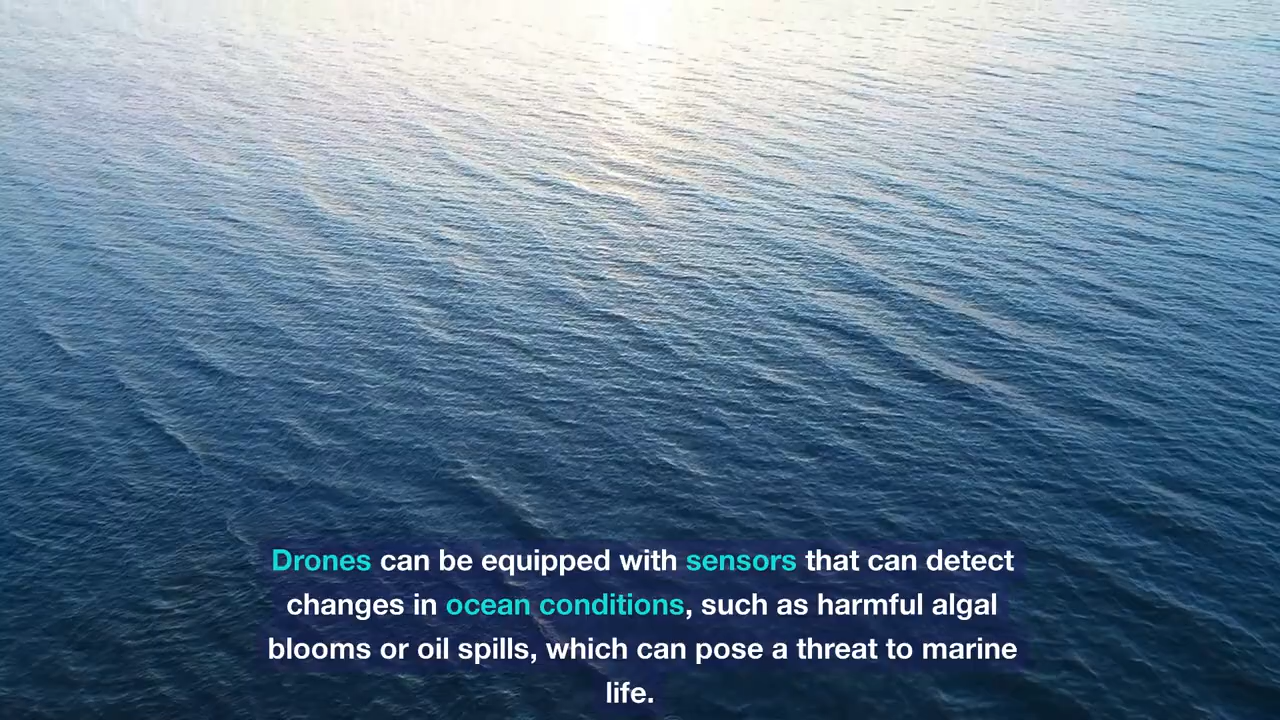 Drones can be equipped with sensors that can detect
changes in ocean conditions, such as harmful algal
blooms or oil spills, which can pose a threat to marine
life.